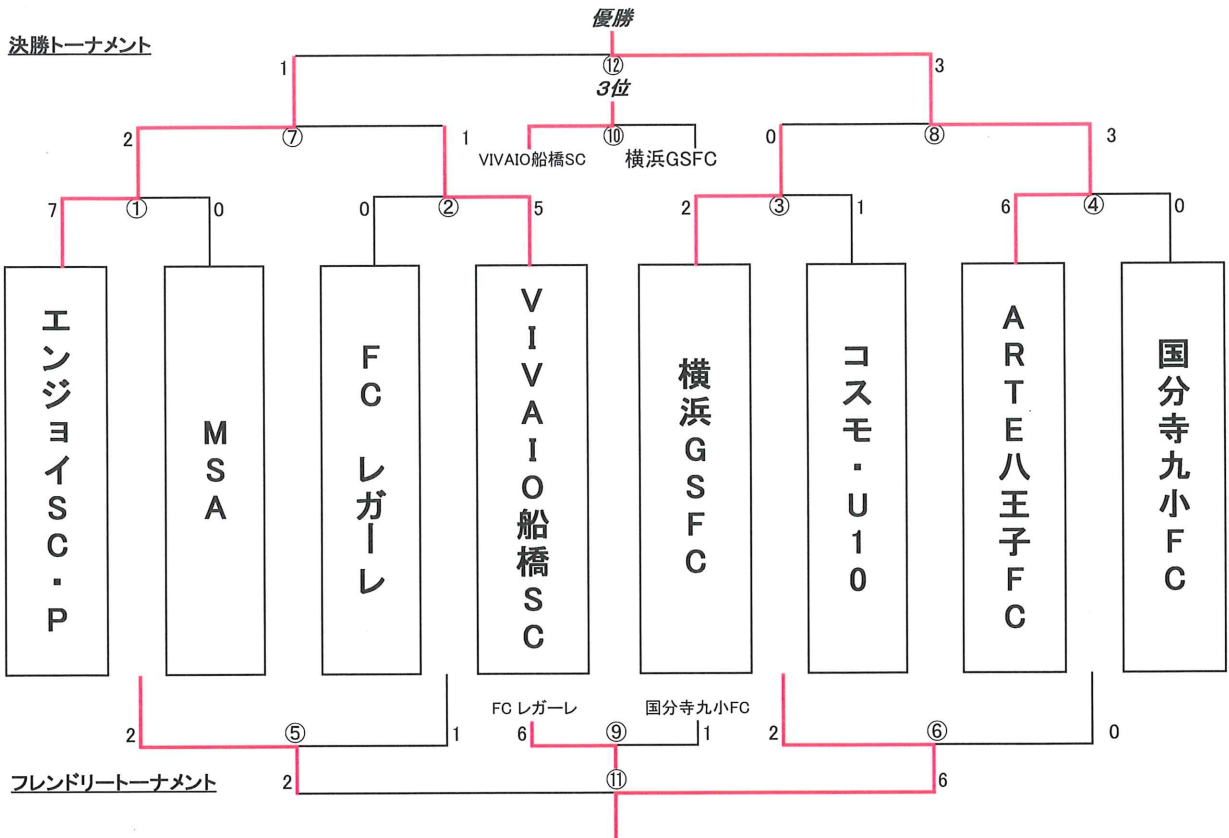 優勝
決勝トーナメント
1
⑫
3
3位
2
⑦
1
⑩
0
⑧
3
VIVAIO船橋SC
横浜GSFC
7
①
0
0
②
5
2
③
1
6
④
0
エンジョイSC・P
MSA
FC レガーレ
VIVAIO船橋SC
横浜GSFC
コスモ・U10
ARTE八王子FC
国分寺九小FC
FC レガーレ
国分寺九小FC
2
⑤
1
6
⑨
1
2
⑥
0
フレンドリートーナメント
2
⑪
6